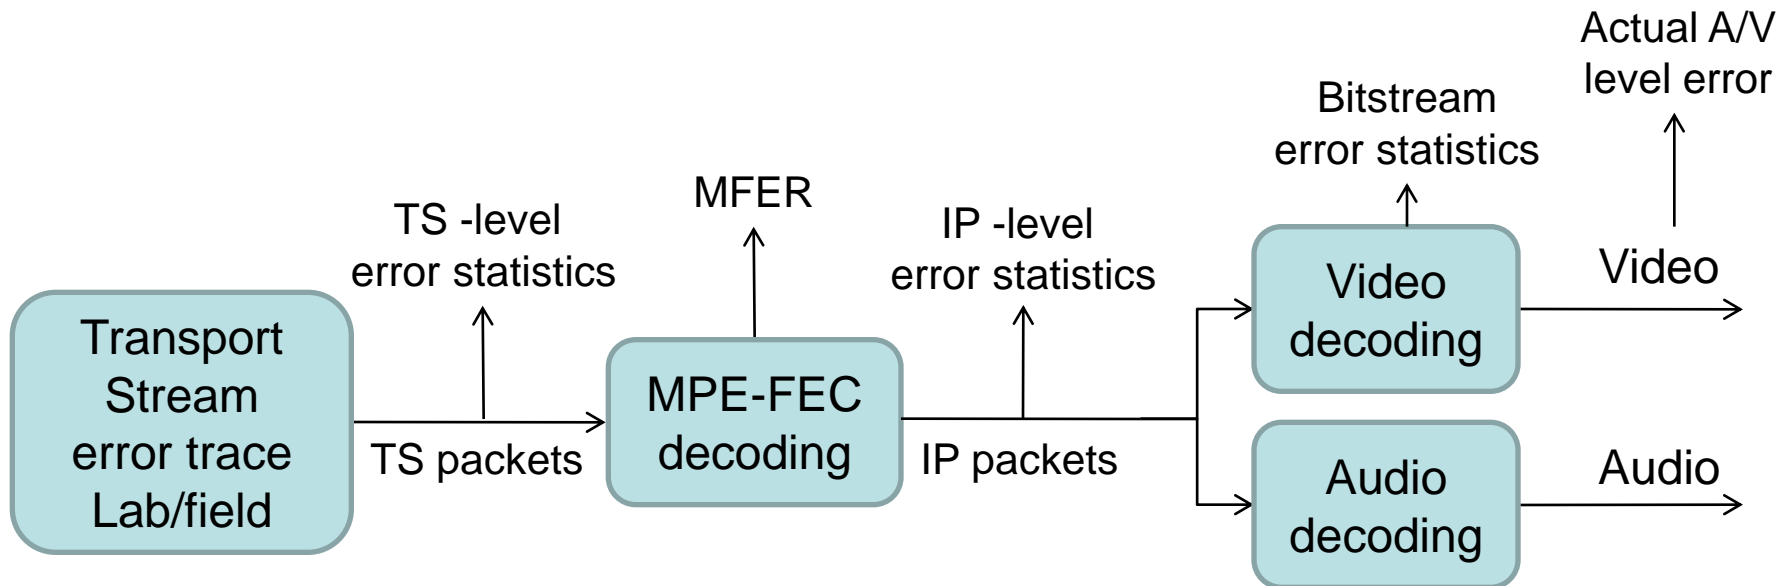 Transport
Stream
error trace
Lab/field
TS -level
error statistics
TS packets
MFER
MPE-FEC
decoding
IP -level
error statistics
IP packets
Bitstream
error statistics
Video
decoding
Audio
decoding
Actual A/V
level error
Video
Audio